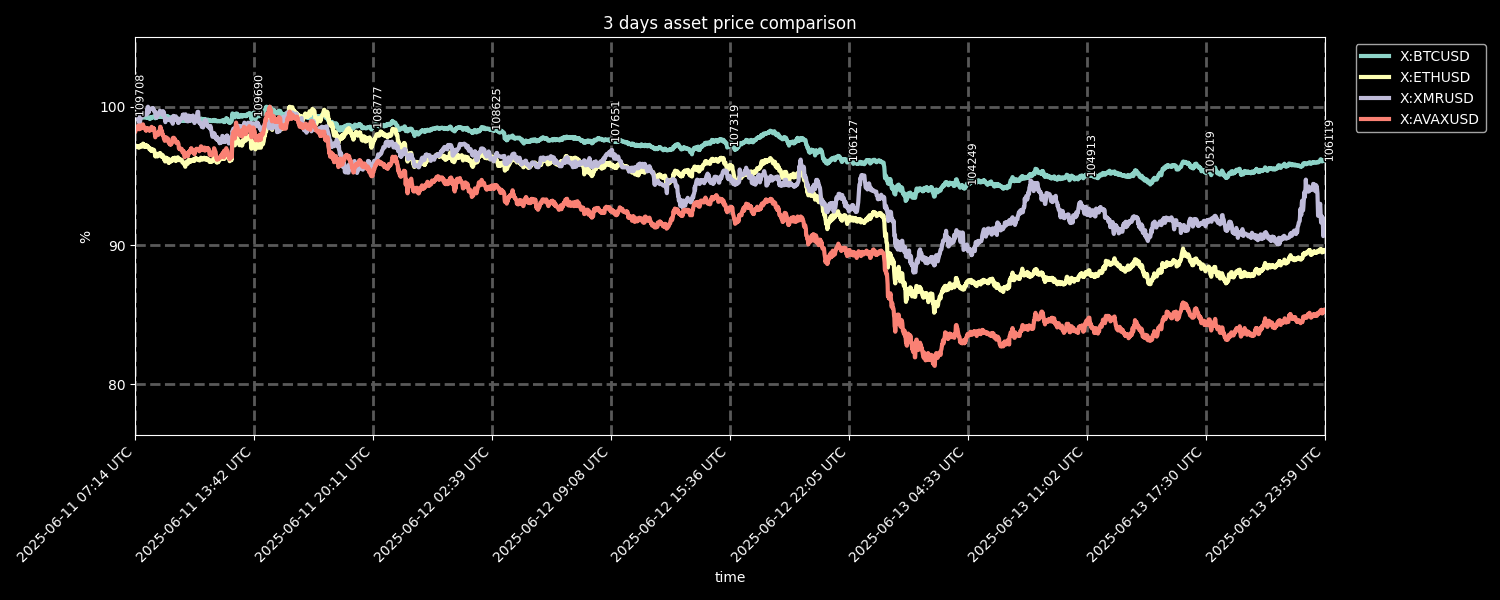 3 days asset price comparison
X:BTCUSD
X:ETHUSD
X:XMRUSD
X:AVAXUSD
109708
109690
108777
108625
107651
107319
106127
104249
104913
105219
106119
100
90
80
%
2025-06-11 07:14 UTC
2025-06-11 13:42 UTC
2025-06-11 20:11 UTC
2025-06-12 02:39 UTC
2025-06-12 09:08 UTC
2025-06-12 15:36 UTC
2025-06-12 22:05 UTC
2025-06-13 04:33 UTC
2025-06-13 11:02 UTC
2025-06-13 17:30 UTC
2025-06-13 23:59 UTC
time